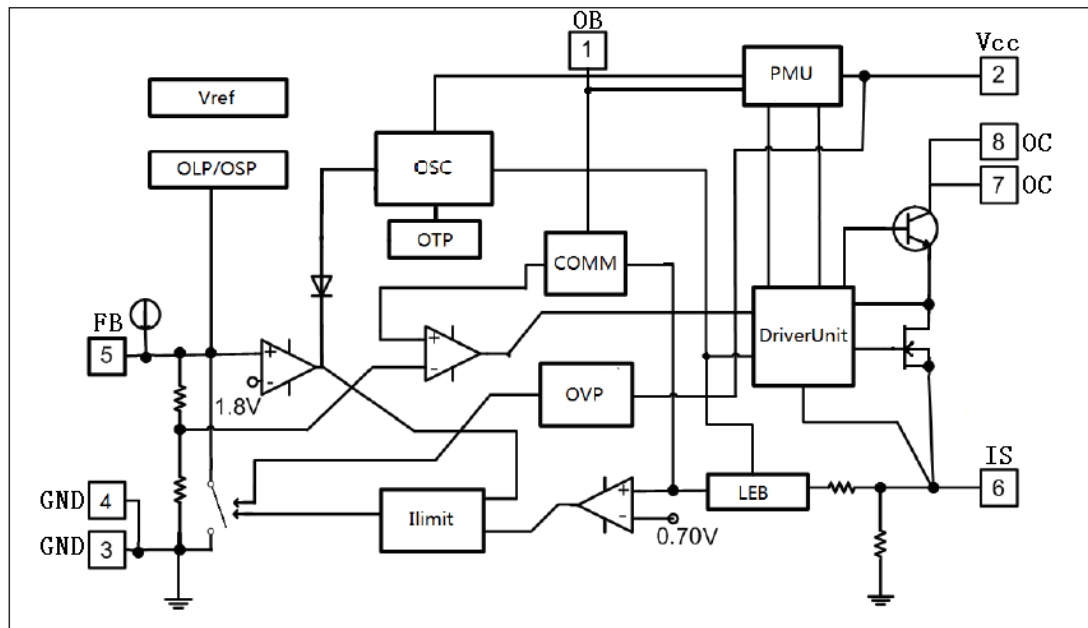 OB
1
Vcc
2
PMU
Vref
8 OC
OLP/OSP
OSC
7 OC
OTP
COMM
FB
5
+
-
1.8V
+
-
DriverUnit
OVP
IS
6
GND 4
Ilimit
+
-
LEB
0.70V
GND 3